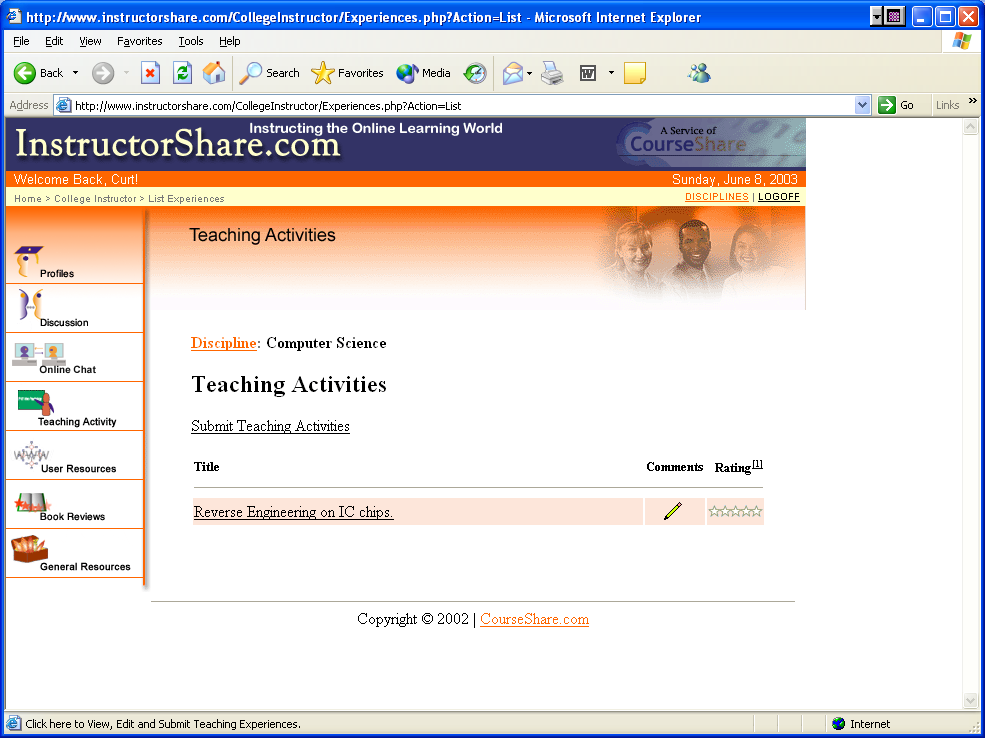 http://www.instructorshare.com/CollegeInstructor/Experiences.php?Action=List - Microsoft Internet Explorer
File Edit View Favorites Tools Help
Back Search Favorites Media
Address http://www.instructorshare.com/CollegeInstructor/Experiences.php?Action=List Go Links »
Instructing the Online Learning World
InstructorShare.com
A Service of
CourseShare
Welcome Back, Curt! Sunday, June 8, 2003
Home > College Instructor > List Experiences DISCIPLINES | LOGOFF
Teaching Activities
Profiles
Discussion
Online Chat
Teaching Activity
User Resources
Book Reviews
General Resources
Discipline: Computer Science
Teaching Activities
Submit Teaching Activities
Title Comments Rating[1]
Reverse Engineering on IC chips.
Copyright © 2002 | CourseShare.com
Click here to View, Edit and Submit Teaching Experiences. Internet